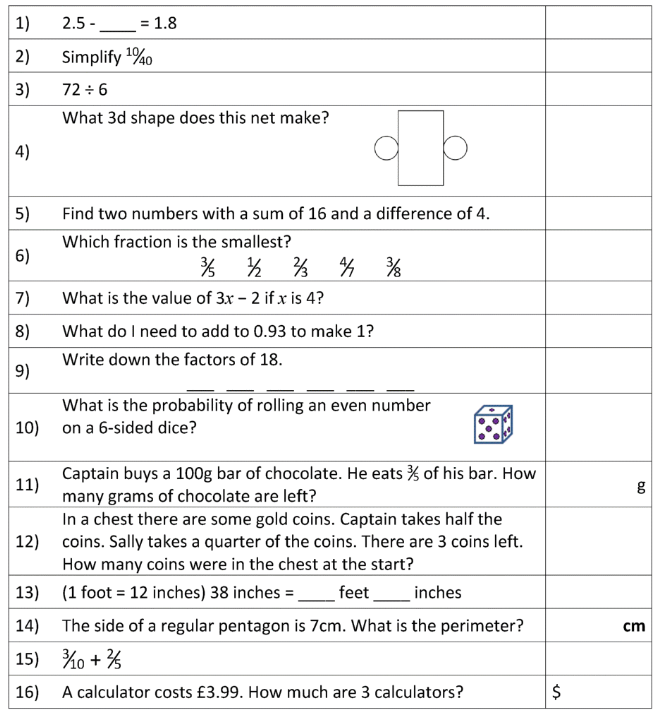 1) 2.5 - ____ = 1.8
2) Simplify ¹⁰⁄₄₀
3) 72 ÷ 6
What 3d shape does this net make?
4)
5) Find two numbers with a sum of 16 and a difference of 4.
Which fraction is the smallest?
6)
³⁄₅ ½ ⅔ ⁴⁄₇ ⅜
7) What is the value of 3x – 2 if x is 4?
8) What do I need to add to 0.93 to make 1?
Write down the factors of 18.
9)
___ ___ ___ ___ ___ ___
What is the probability of rolling an even number
10) on a 6-sided dice?
Captain buys a 100g bar of chocolate. He eats ³⁄₅ of his bar. How
11) g
many grams of chocolate are left?
In a chest there are some gold coins. Captain takes half the
12) coins. Sally takes a quarter of the coins. There are 3 coins left.
How many coins were in the chest at the start?
13) (1 foot = 12 inches) 38 inches = ____ feet ____ inches
14) The side of a regular pentagon is 7cm. What is the perimeter? cm
15) ³⁄₁₀ + ²⁄₅
16) A calculator costs £3.99. How much are 3 calculators? $